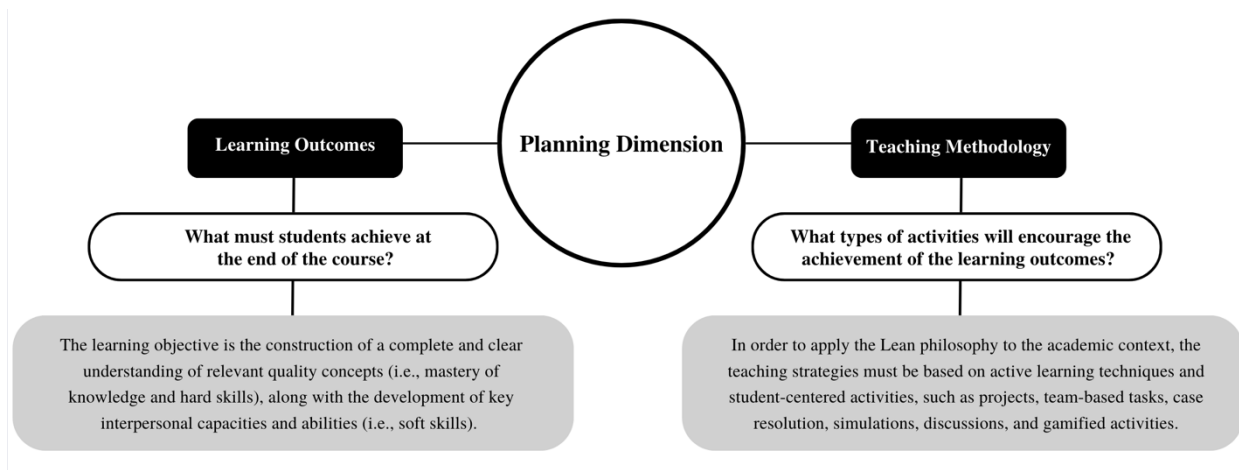 Planning Dimension
Learning Outcomes
What must students achieve at
the end of the course?
The learning objective is the construction of a complete and clear
understanding of relevant quality concepts (i.e., mastery of
knowledge and hard skills), along with the development of key
interpersonal capacities and abilities (i.e., soft skills).
Teaching Methodology
What types of activities will encourage the
achievement of the learning outcomes?
In order to apply the Lean philosophy to the academic context, the
teaching strategies must be based on active learning techniques and
student-centered activities, such as projects, team-based tasks, case
resolution, simulations, discussions, and gamified activities.